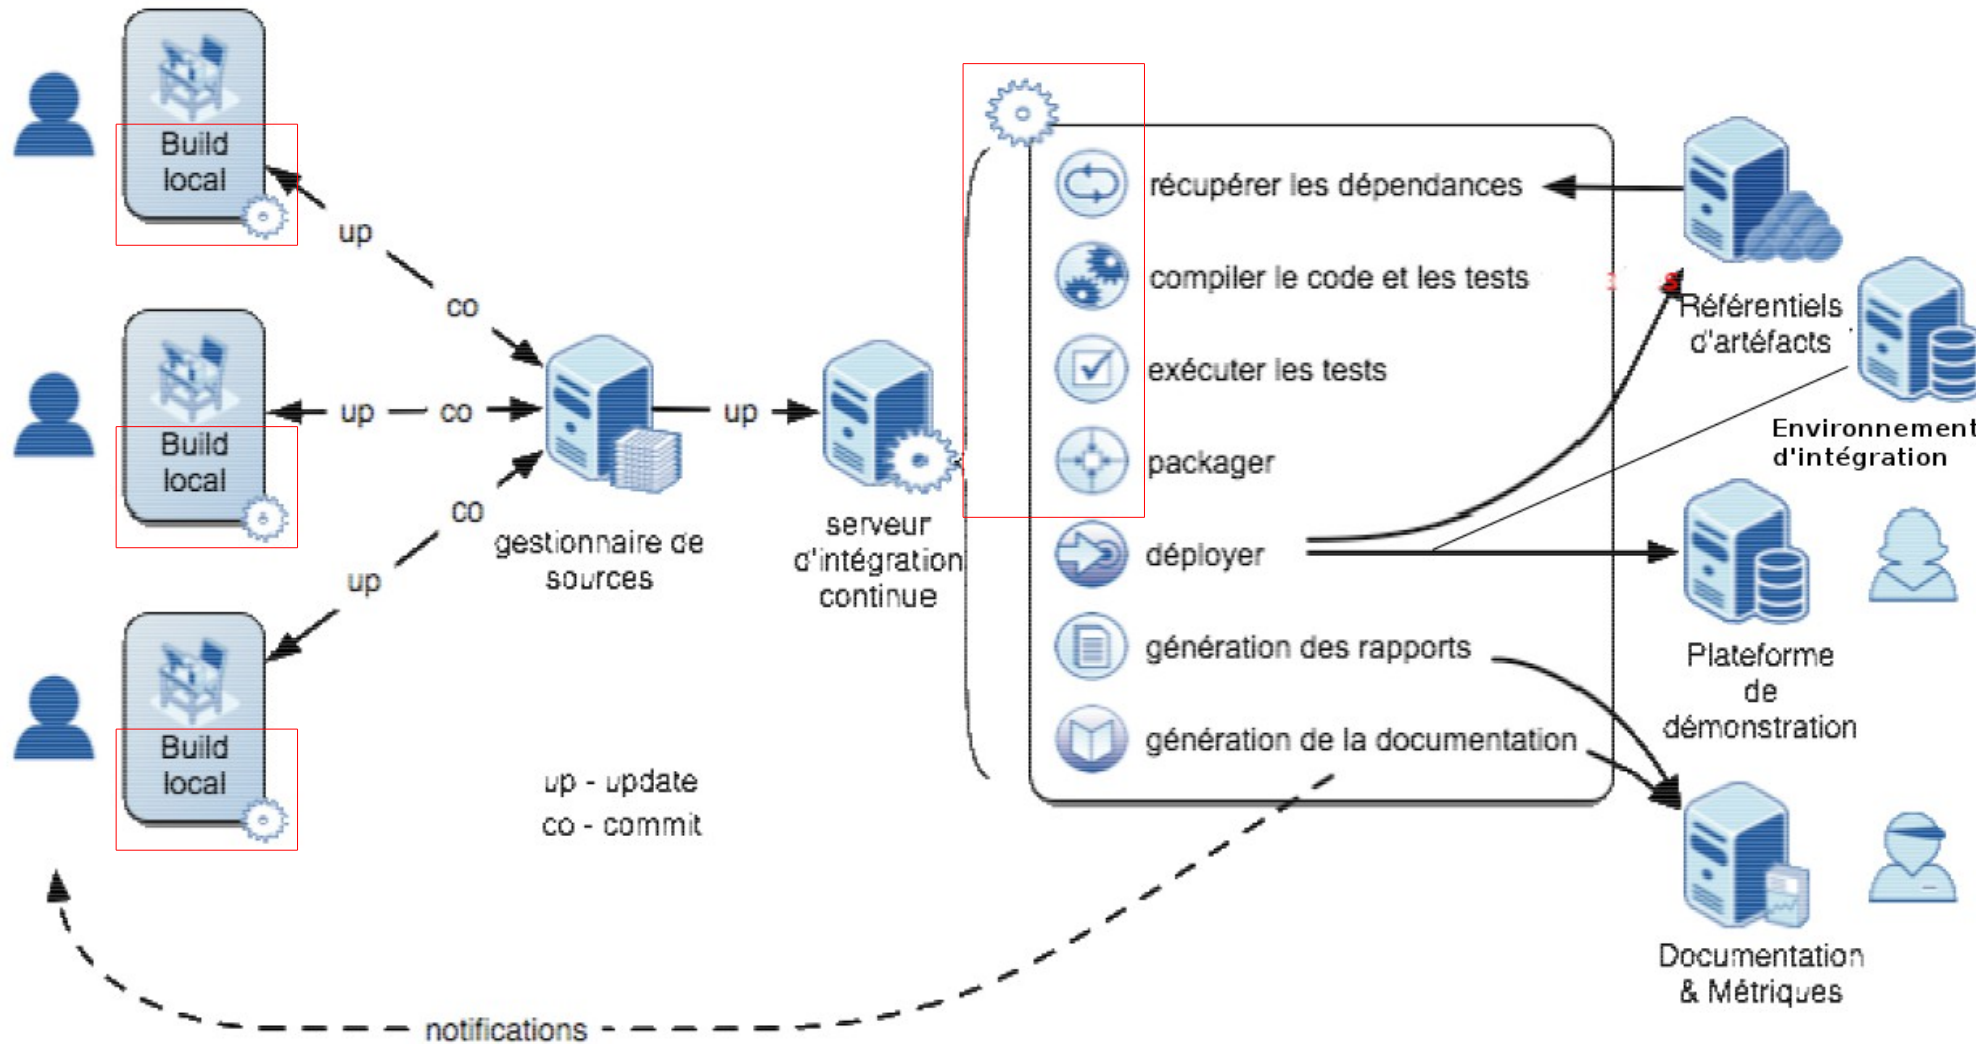 Build
local
up
co
Build
local
up
co
co
up
Build
local
gestionnaire de
sources
up
serveur
d'intégration
continue
up - update
co - commit
récupérer les dépendances
compiler le code et les tests
exécuter les tests
packager
déployer
génération des rapports
génération de la documentation
s
Référentiels
d'artéfacts
Environnement
d'intégration
Plateforme
de
démonstration
Documentation
& Métriques
notifications